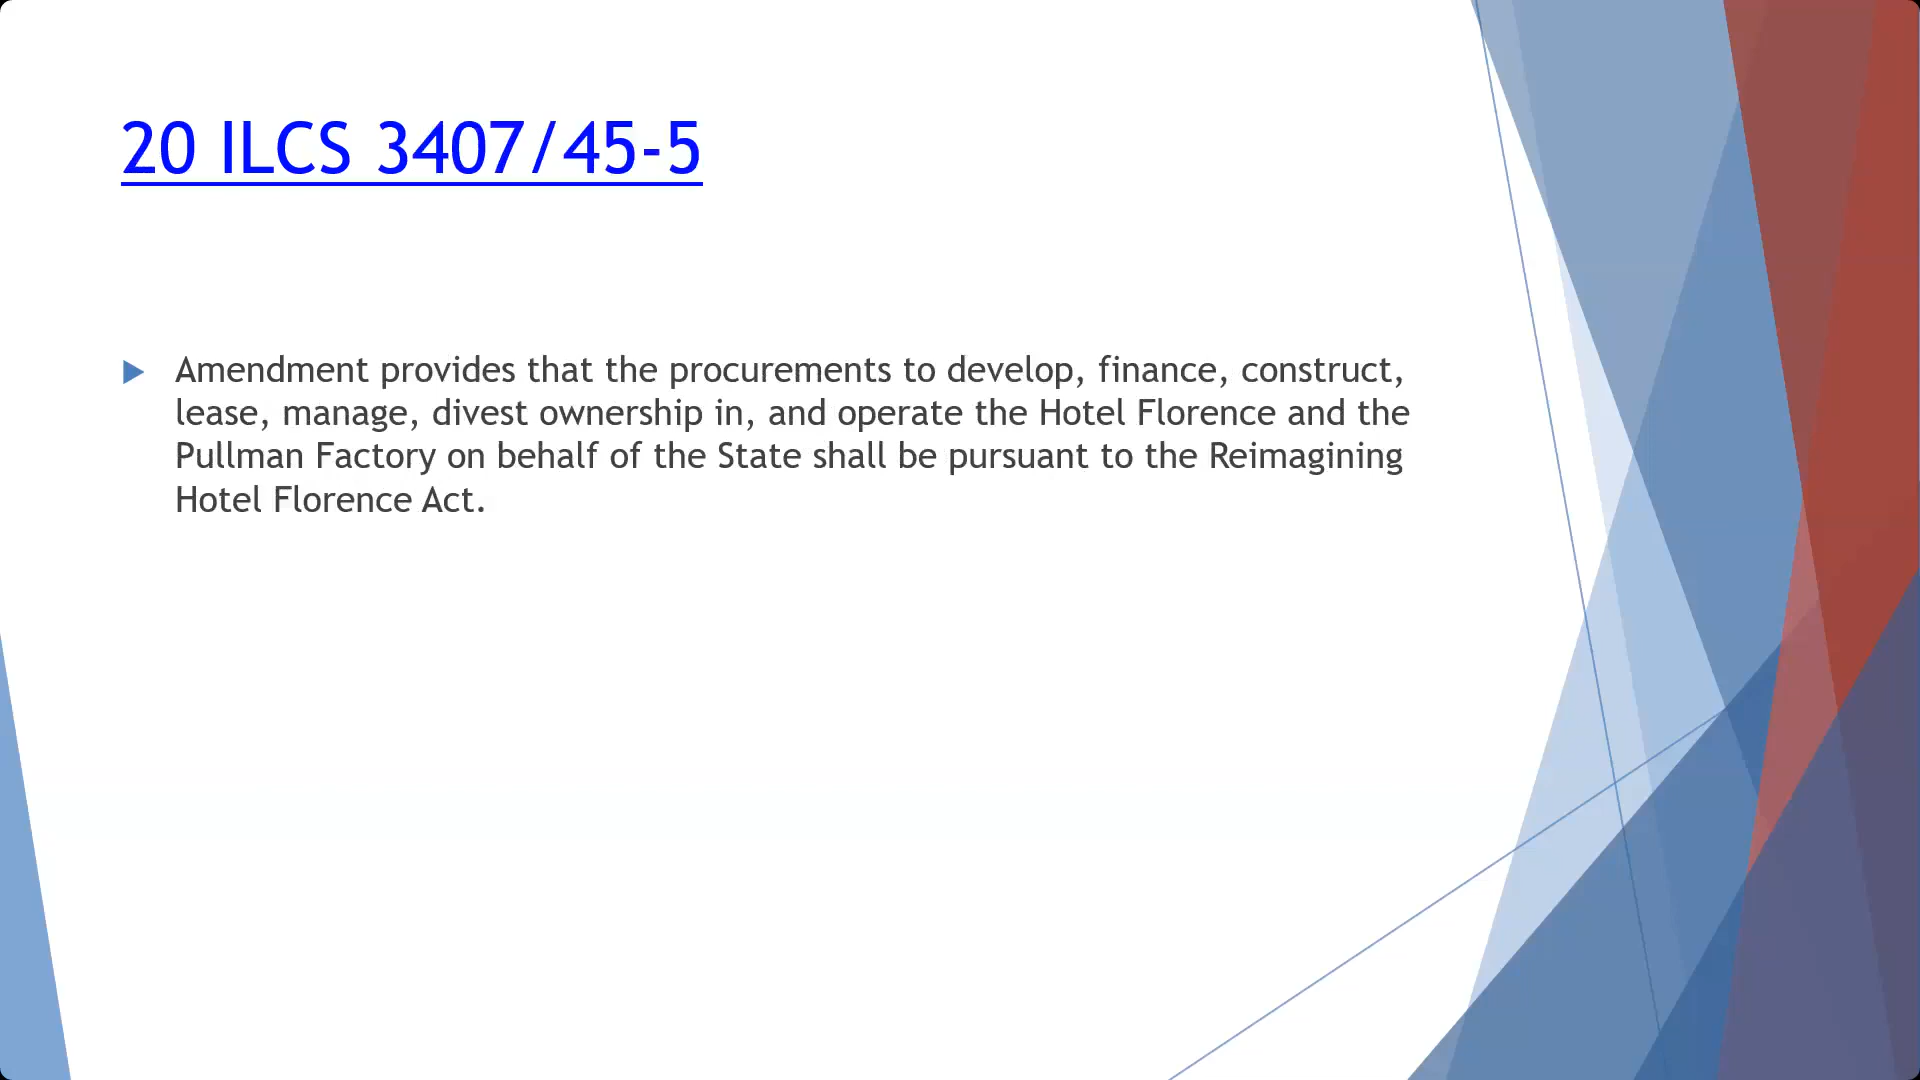 20 ILCS 3407/45-5
Amendment provides that the procurements to develop, finance, construct,
lease, manage, divest ownership in, and operate the Hotel Florence and the
Pullman Factory on behalf of the State shall be pursuant to the Reimagining
Hotel Florence Act.